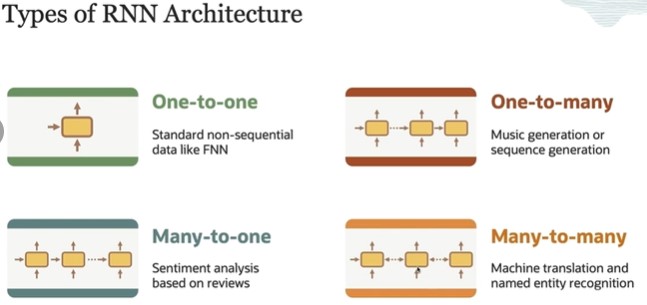 Types of RNN Architecture
One-to-one
Standard non-sequential
data like FNN
One-to-many
Music generation or
sequence generation
Many-to-one
Sentiment analysis
based on reviews
Many-to-many
Machine translation and
named entity recognition